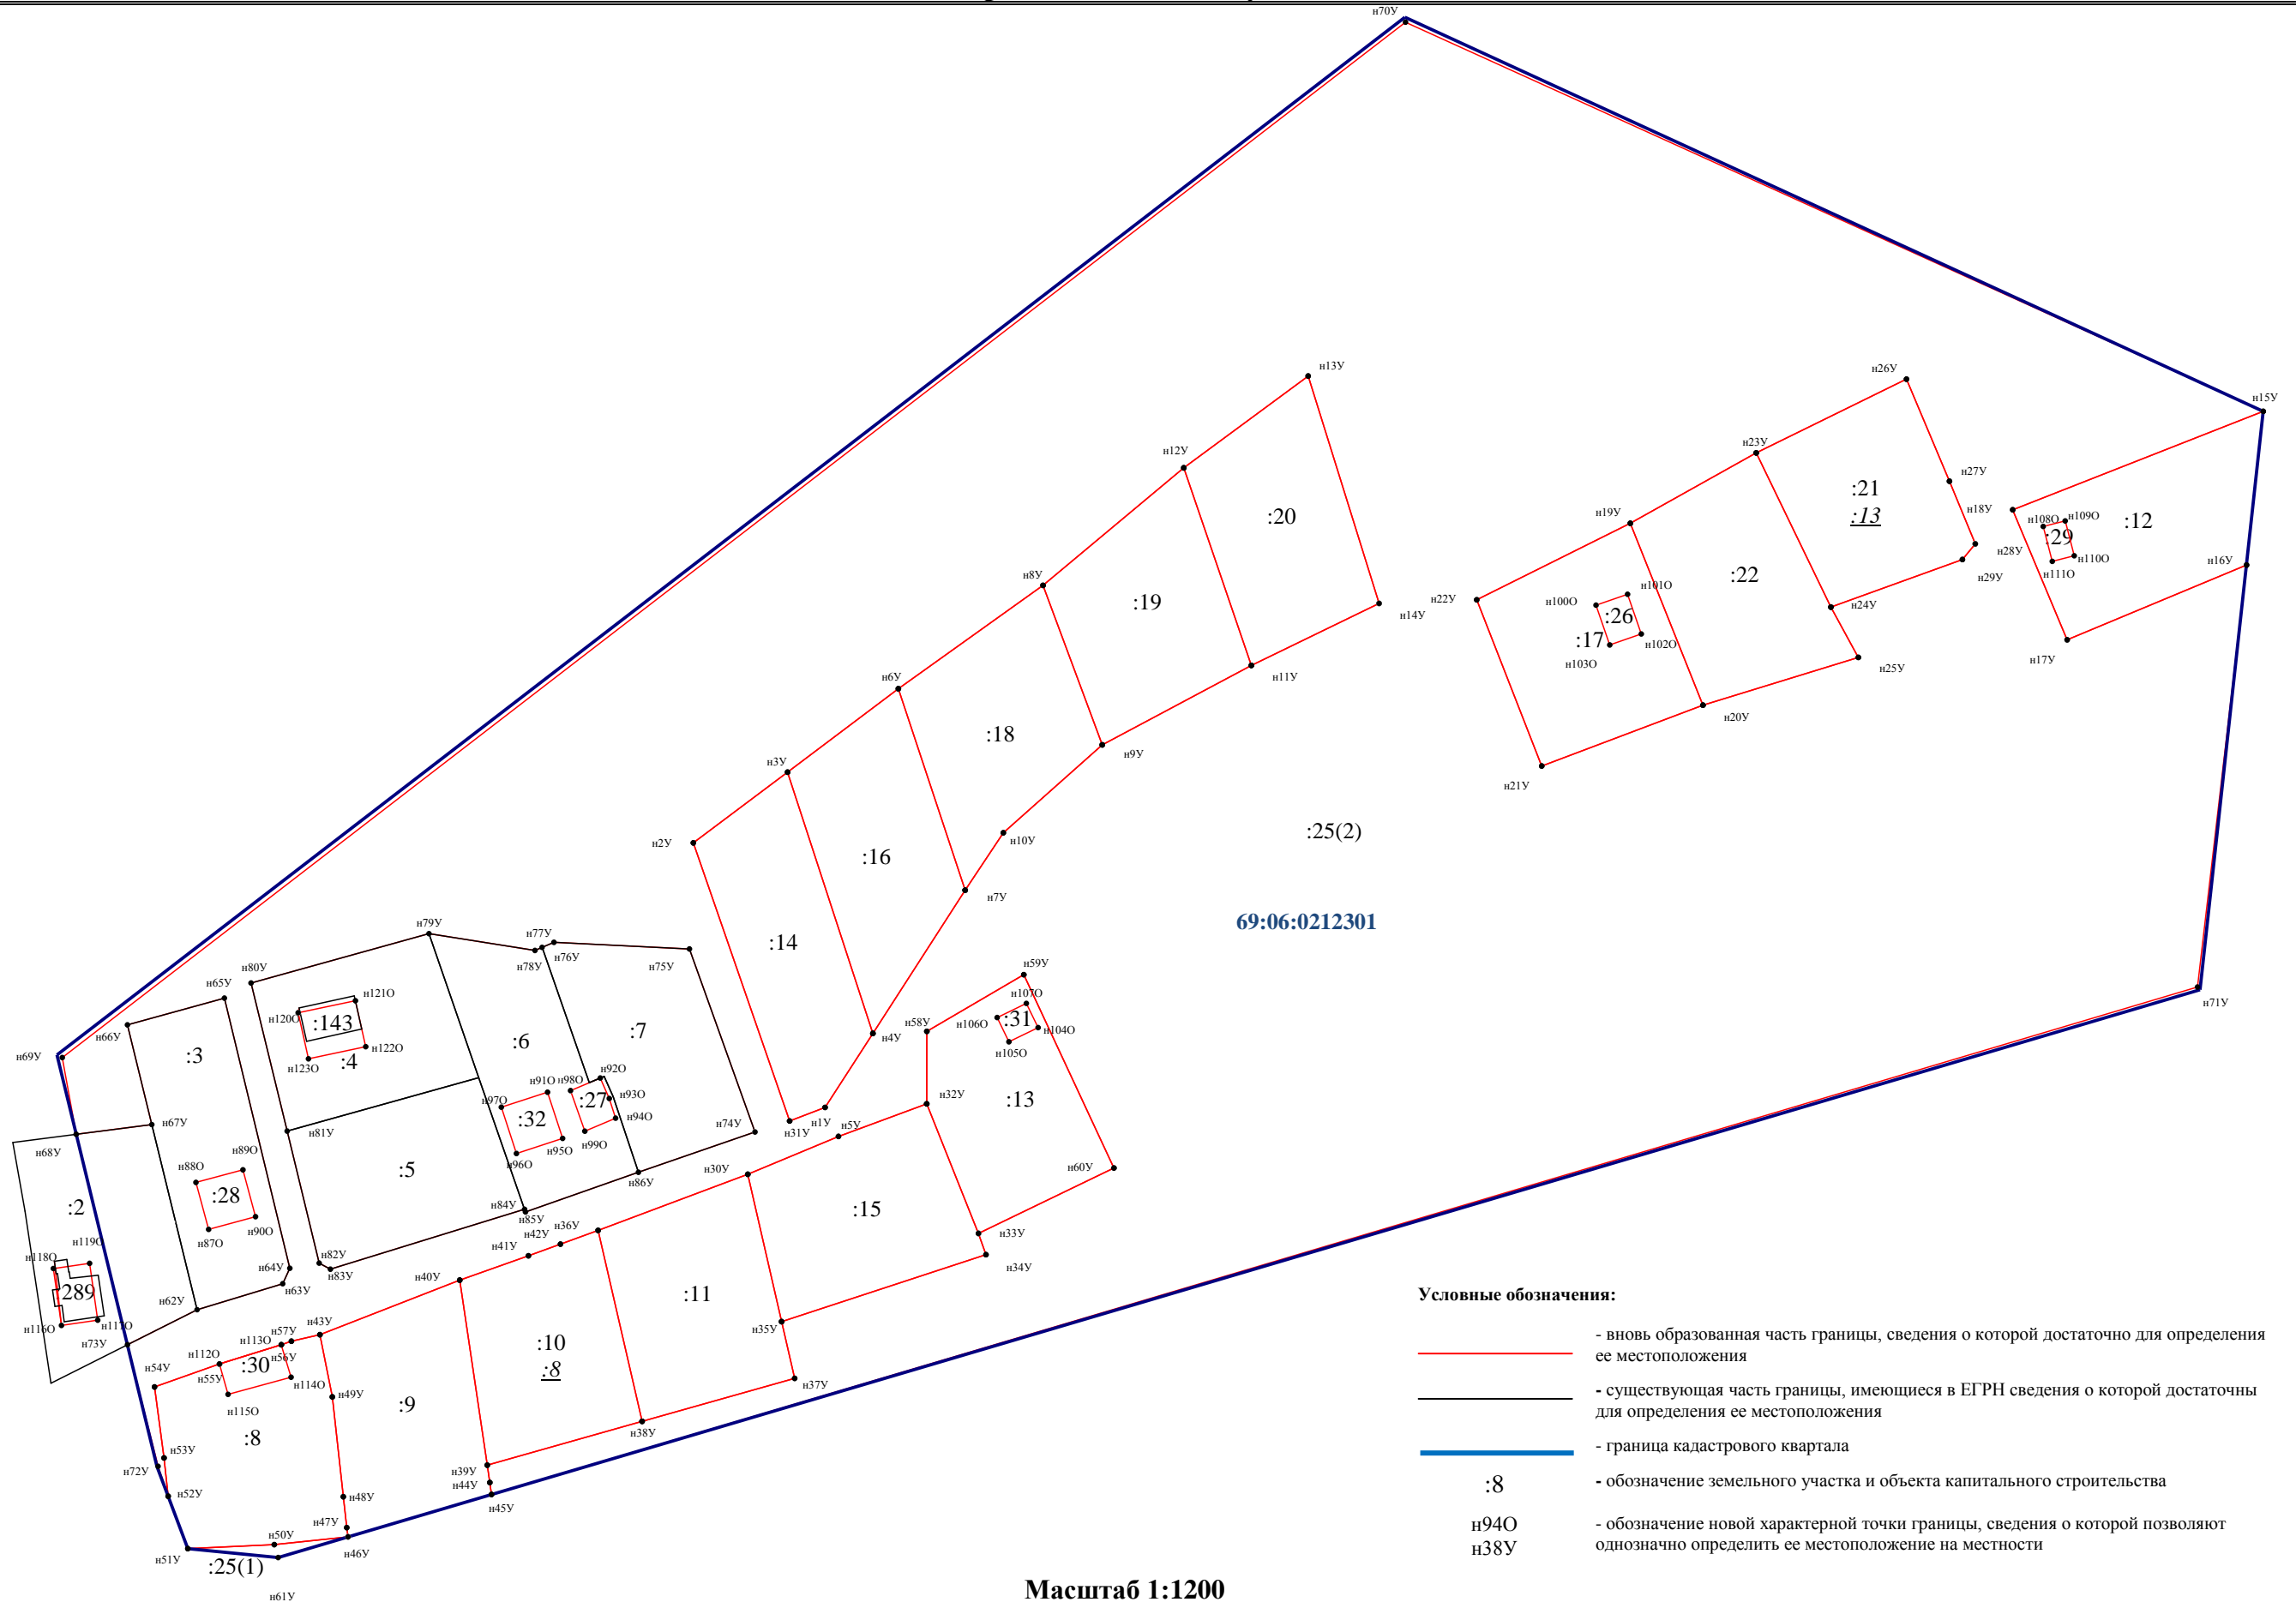 н70У
н13У
н26У
н15У
н12У
н23У
н27У
:21
:13
н18У
н19У
н108О
н109О
:12
:20
:29
н28У
н110О
н16У
н111О
н29У
н8У
:22
н101О
н22У
н100О
:19
:26
н24У
н14У
:17
н102О
н103О
н17У
н25У
н6У
н11У
:18
н20У
н9У
н3У
н21У
:25(2)
н2У
н10У
:16
н7У
69:06:0212301
н79У
н77У
:14
н76У
н78У
н75У
н80У
н59У
н65У
н71У
н121О
н107О
н120О
:143
:31
н106О
н104О
н66У
:7
н58У
:6
н4У
н69У
:3
н105О
н122О
:4
н123О
н92О
н91О
н98О
н93О
:27
:13
н97О
н32У
:32
н94О
н67У
н1У
н74У
н31У
н5У
н81У
н99О
н95О
н68У
н96О
н89О
н88О
:5
н30У
н60У
н86У
:28
:2
н84У
:15
н85У
н90О
н87О
н36У
н42У
н33У
н119О
н41У
н118О
н82У
н64У
н83У
н34У
н40У
289
н63У
:11
Условные обозначения:
н62У
н116О
н117О
н57У
н43У
н35У
н73У
н113О
- вновь образованная часть границы, сведения о которой достаточно для определения
ее местоположения
н112О
н56У
:10
:8
н54У
:30
н55У
н114О
н37У
- существующая часть границы, имеющиеся в ЕГРН сведения о которой достаточны
для определения ее местоположения
н49У
:9
н115О
н38У
:8
- граница кадастрового квартала
н53У
н72У
н39У
н44У
:8
- обозначение земельного участка и объекта капитального строительства
н52У
н48У
н45У
н47У
н94О
н38У
- обозначение новой характерной точки границы, сведения о которой позволяют
однозначно определить ее местоположение на местности
н50У
н46У
н51У
:25(1)
н61У
Масштаб 1:1200